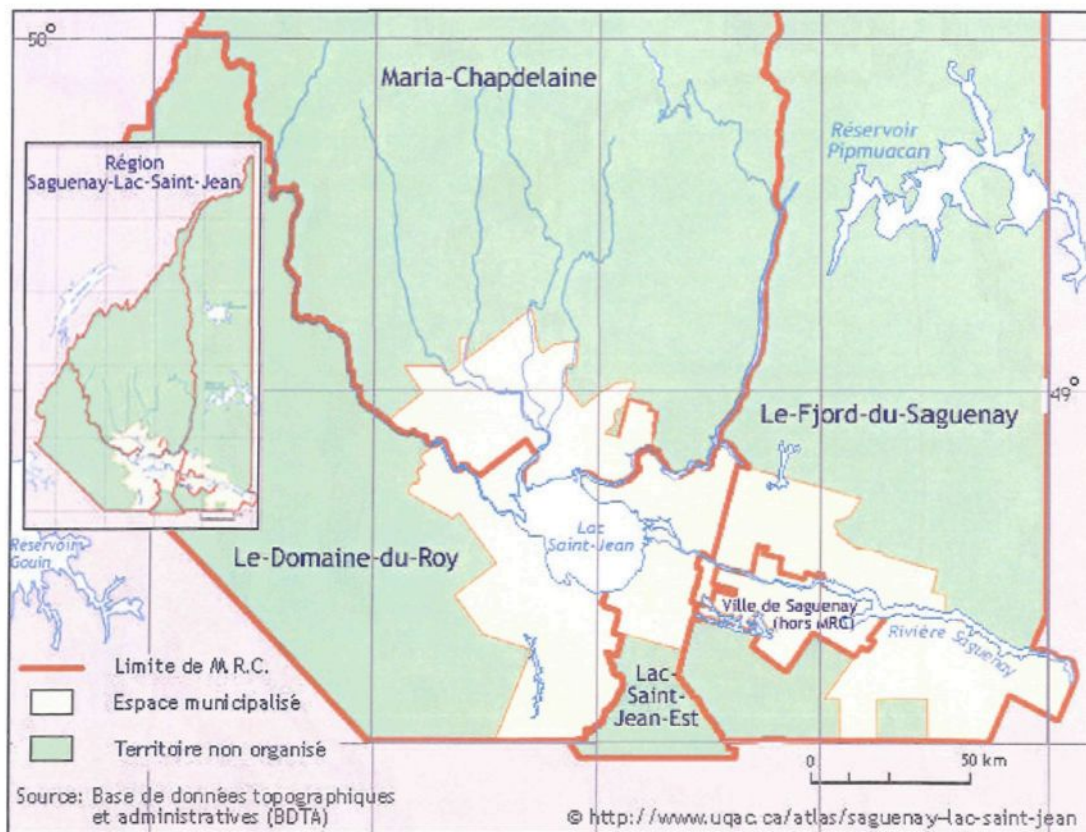 50°
Maria-Chapdelaine
Réservoir
Pipmuacan
Région
Saguenay-Lac-Saint-Jean
49°
Le-Fjord-du-Saguenay
Lac
Saint-Jean
Reservoir
Gouin
Le-Domaine-du-Roy
Ville de Saguenay
(hors MRC)
Rivière Saguenay
Lac-
Saint-
Jean-Est
Limite de M.R.C.
Espace municipalisé
Territoire non organisé
0 50 km
Source: Base de données topographiques
et administratives (BDTA)
© http://www.uqac.ca/atlas/saguenay-lac-saint-jean